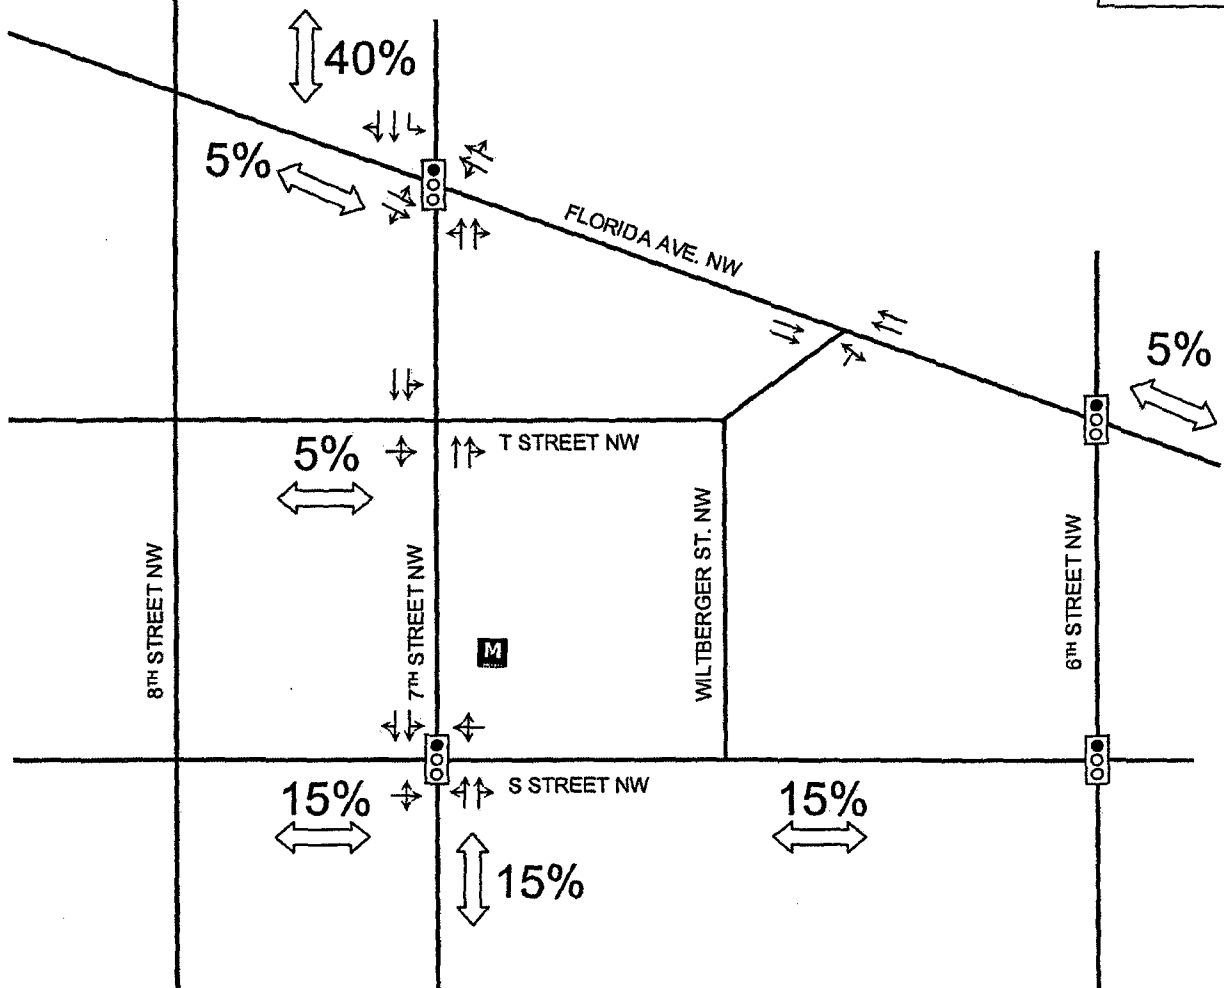 40%
5%
FLORIDA AVE. NW
5%
T STREET NW
5%
8TH STREET NW
7TH STREET NW
WILTBERGER ST. NW
6TH STREET NW
M
S STREET NW
15%
15%
15%